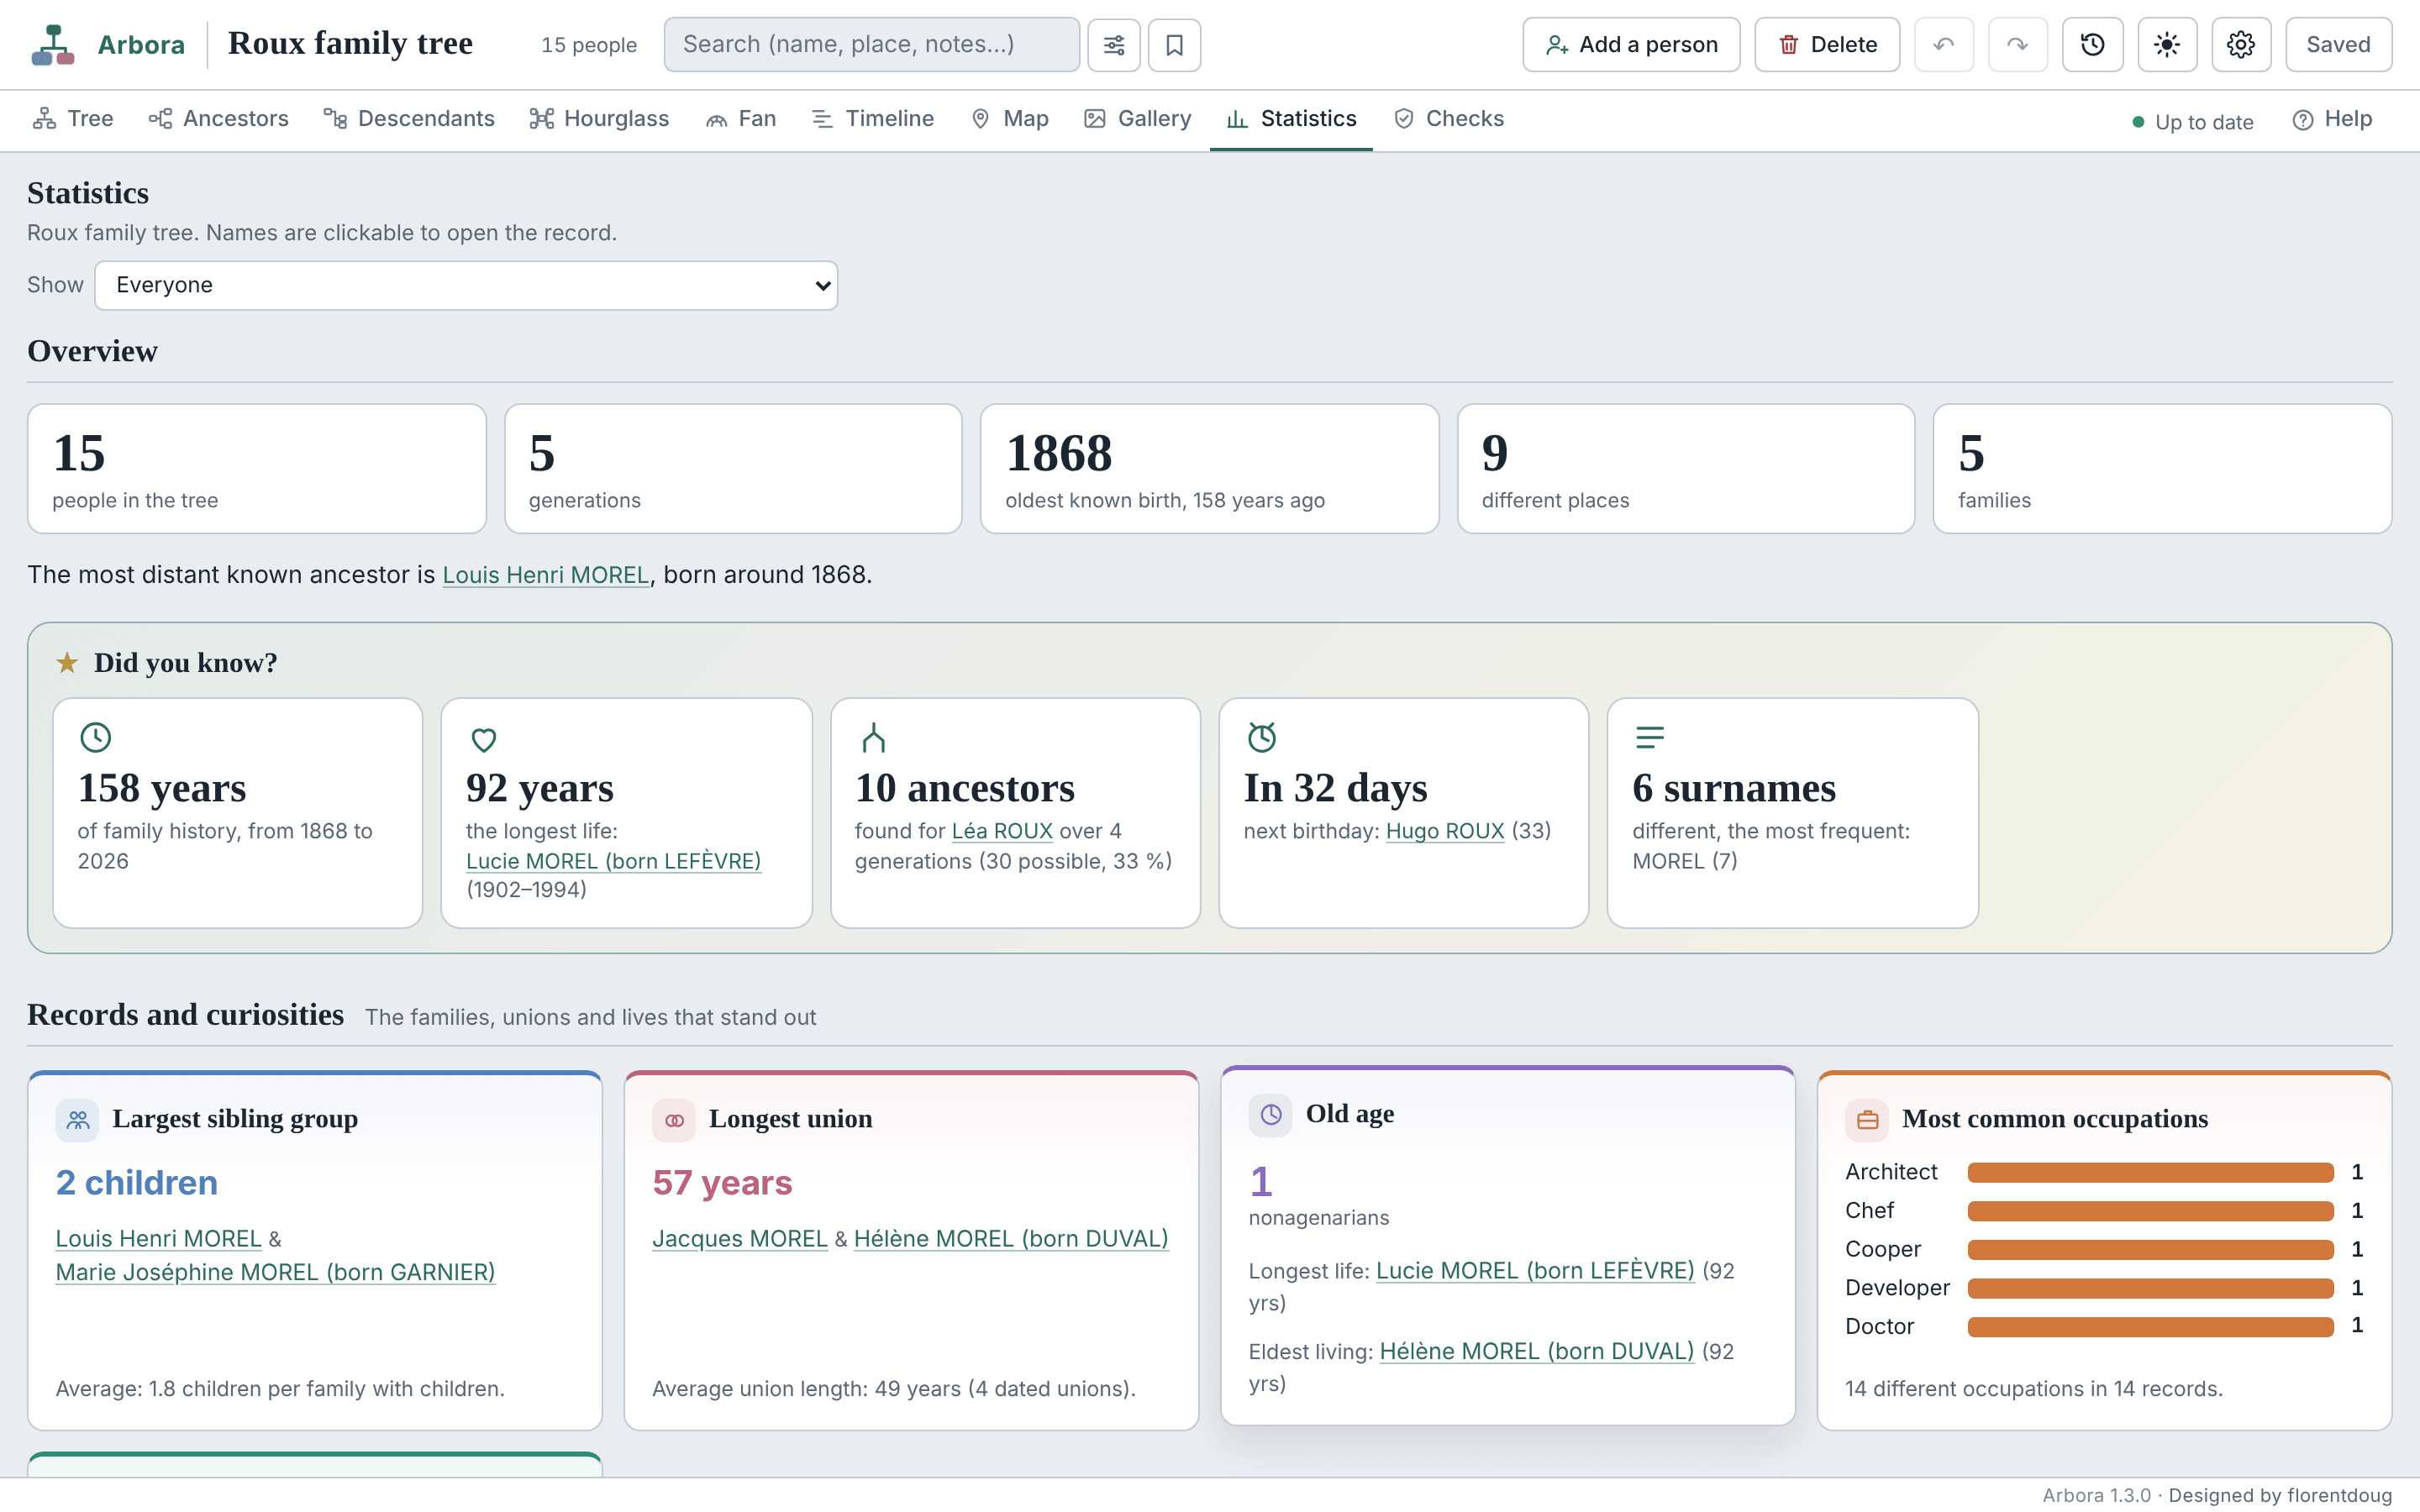 Arbora
Roux family tree
15 people
Search (name, place, notes...)
Add a person
Delete
Saved
Tree
Ancestors
Descendants
Hourglass
Fan
Timeline
Map
Gallery
Statistics
Checks
Up to date
Help
Statistics
Roux family tree. Names are clickable to open the record.
Show
Everyone
Overview
15
people in the tree
5
generations
1868
oldest known birth, 158 years ago
9
different places
5
families
The most distant known ancestor is Louis Henri MOREL, born around 1868.
★ Did you know?
158 years
of family history, from 1868 to
2026
92 years
the longest life:
Lucie MOREL (born LEFÈVRE)
(1902–1994)
10 ancestors
found for Léa ROUX over 4
generations (30 possible, 33 %)
In 32 days
next birthday: Hugo ROUX (33)
6 surnames
different, the most frequent:
MOREL (7)
Records and curiosities
The families, unions and lives that stand out
Largest sibling group
2 children
Louis Henri MOREL &
Marie Joséphine MOREL (born GARNIER)
Average: 1.8 children per family with children.
Longest union
57 years
Jacques MOREL & Hélène MOREL (born DUVAL)
Average union length: 49 years (4 dated unions).
Old age
1
nonagenarians
Longest life: Lucie MOREL (born LEFÈVRE) (92
yrs)
Eldest living: Hélène MOREL (born DUVAL) (92
yrs)
Most common occupations
Architect 1
Chef 1
Cooper 1
Developer 1
Doctor 1
14 different occupations in 14 records.
Arbora 1.3.0 · Designed by florentdoug